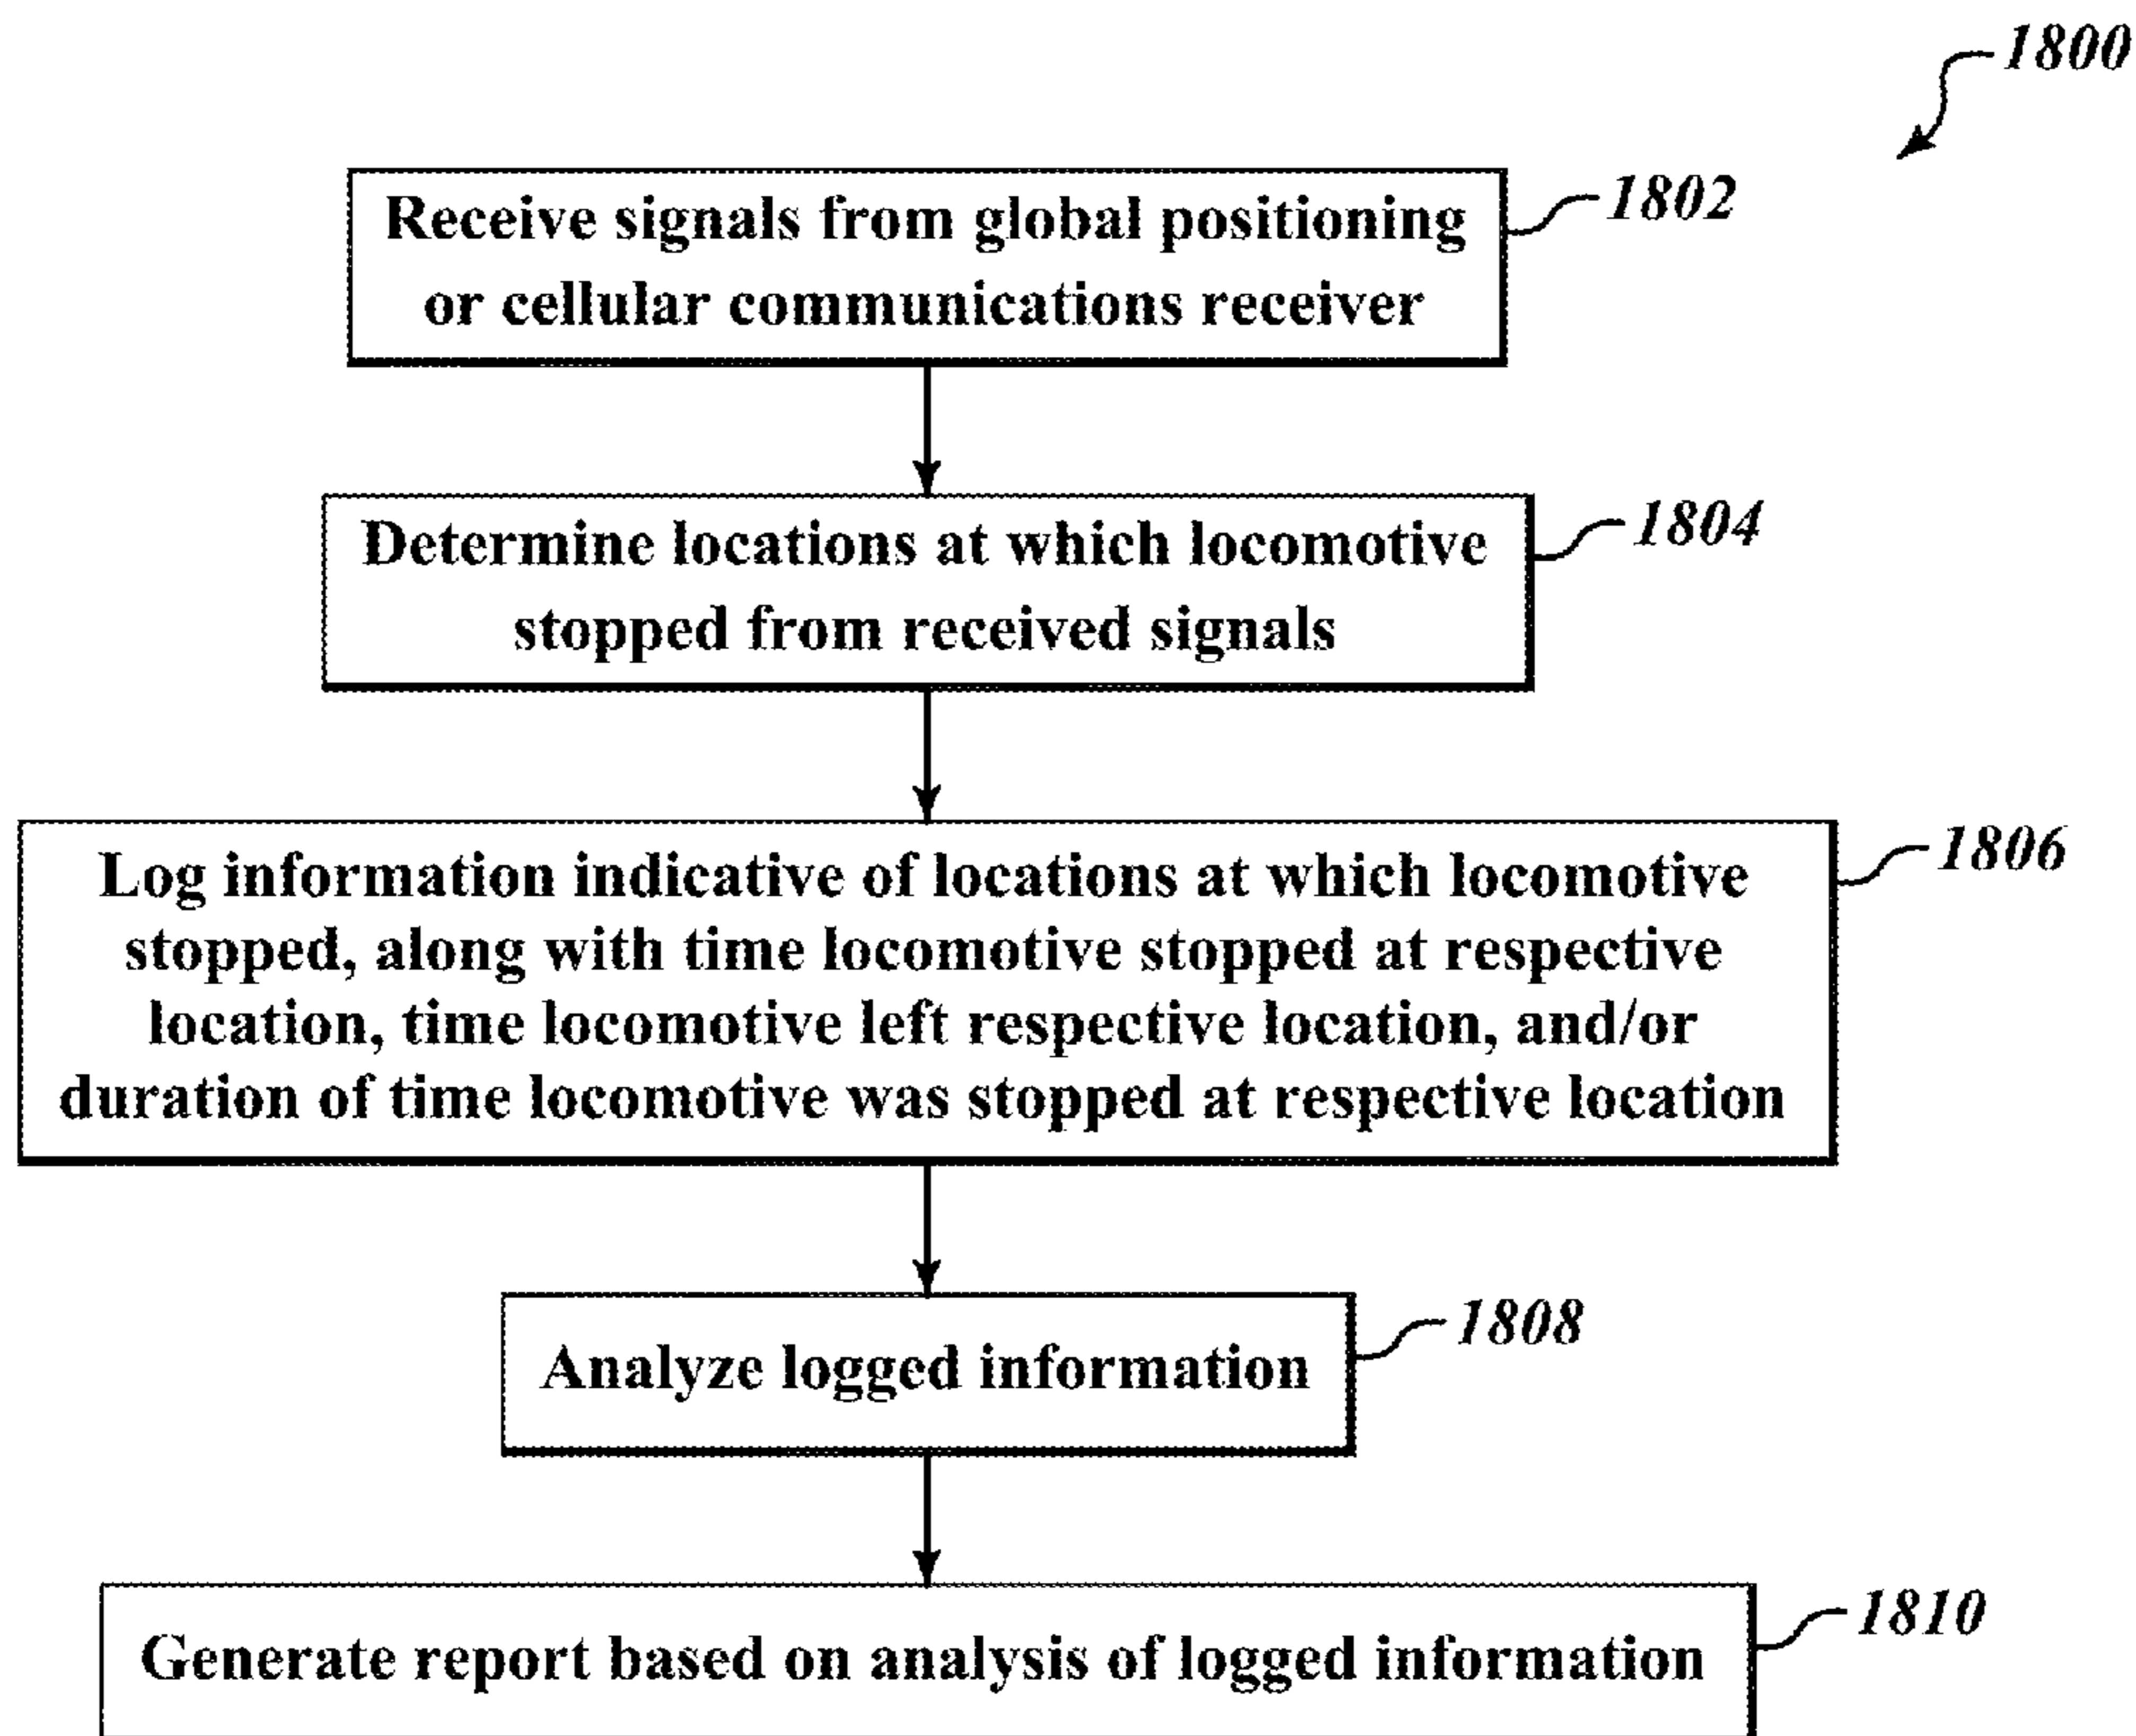 1800
Receive signals from global positioning
or cellular communications receiver
1802
Determine locations at which locomotive
stopped from received signals
1804
Log information indicative of locations at which locomotive
stopped, along with time locomotive stopped at respective
location, time locomotive left respective location, and/or
duration of time locomotive was stopped at respective location
1806
Analyze logged information
1808
Generate report based on analysis of logged information
1810